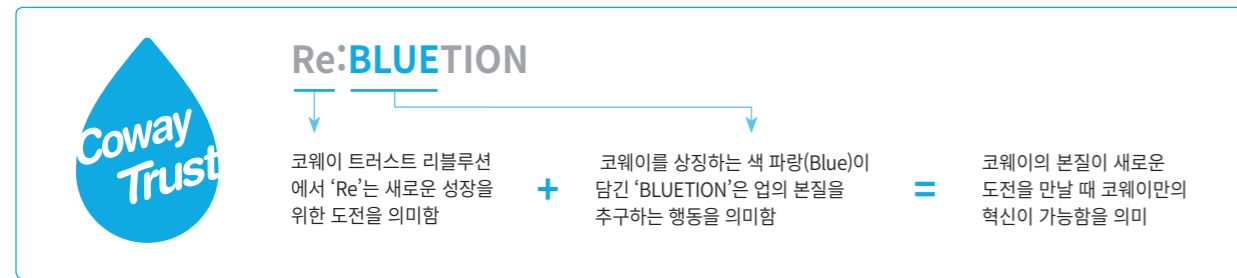 Coway
Trust
Re:BLUETION
코웨이 트러스트 리블루션
에서 ‘Re’는 새로운 성장을
위한 도전을 의미함
+
코웨이를 상징하는 색 파랑(Blue)이
담긴 ‘BLUETION’은 업의 본질을
추구하는 행동을 의미함
=
코웨이의 본질이 새로운
도전을 만날 때 코웨이만의
혁신이 가능함을 의미